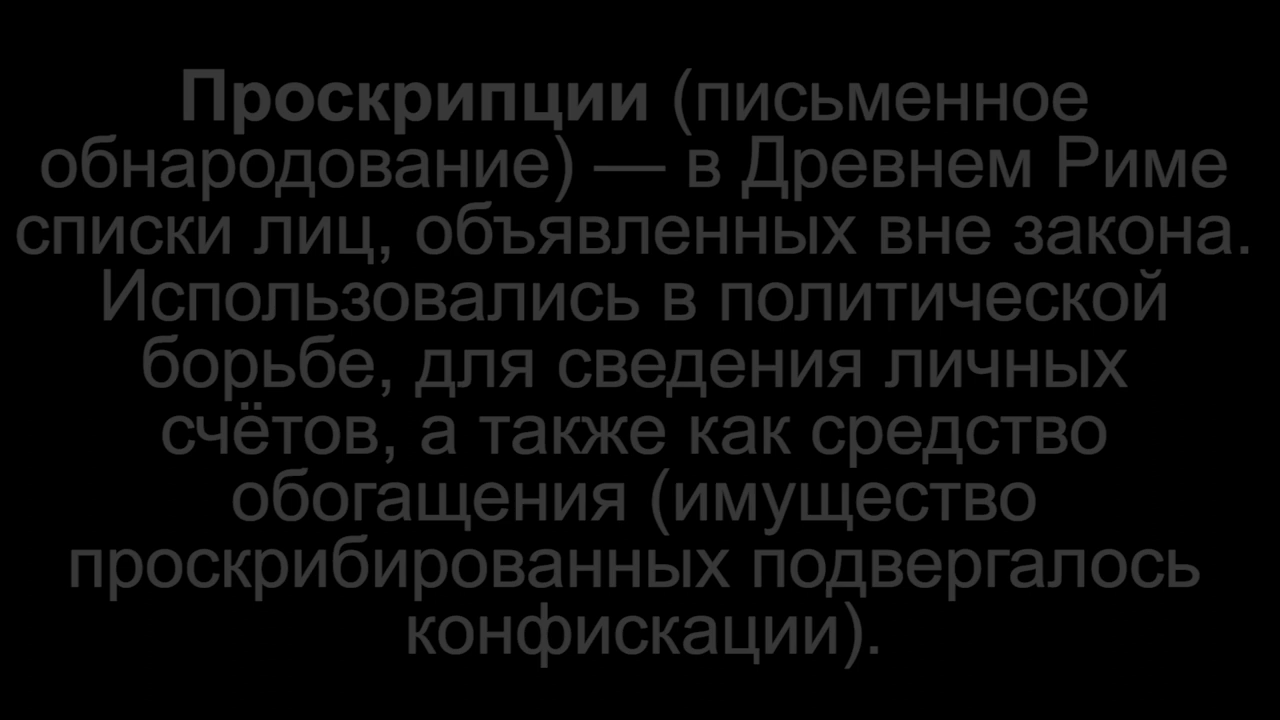 Проскрипции (письменное
обнародование) — в Древнем Риме
списки лиц, объявленных вне закона.
Использовались в политической
борьбе, для сведения личных
счётов, а также как средство
обогащения (имущество
проскрибированных подвергалось
конфискации).